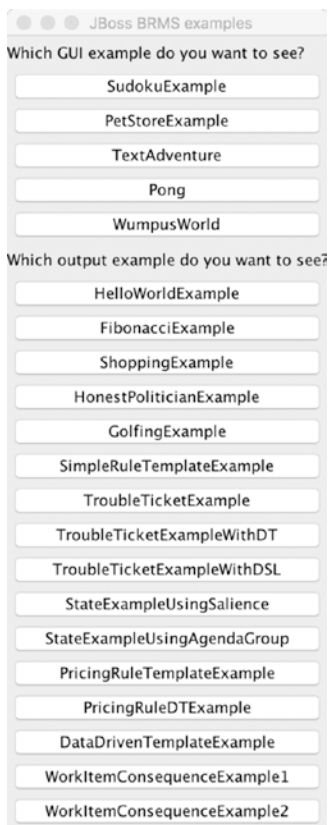 JBoss BRMS examples
Which GUI example do you want to see?
SudokuExample
PetStoreExample
TextAdventure
Pong
WumpusWorld
Which output example do you want to see?
HelloWorldExample
FibonacciExample
ShoppingExample
HonestPoliticianExample
GolfingExample
SimpleRuleTemplateExample
TroubleTicketExample
TroubleTicketExampleWithDT
TroubleTicketExampleWithDSL
StateExampleUsingSalience
StateExampleUsingAgendaGroup
PricingRuleTemplateExample
PricingRuleDTExample
DataDrivenTemplateExample
WorkItemConsequenceExample1
WorkItemConsequenceExample2